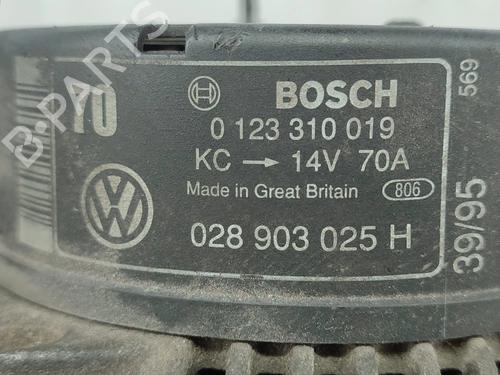 B-PARTS
YO
BOSCH
0 123 310 019
KC → 14V 70A
Made in Great Britain 806
028 903 025 H
569
39/95